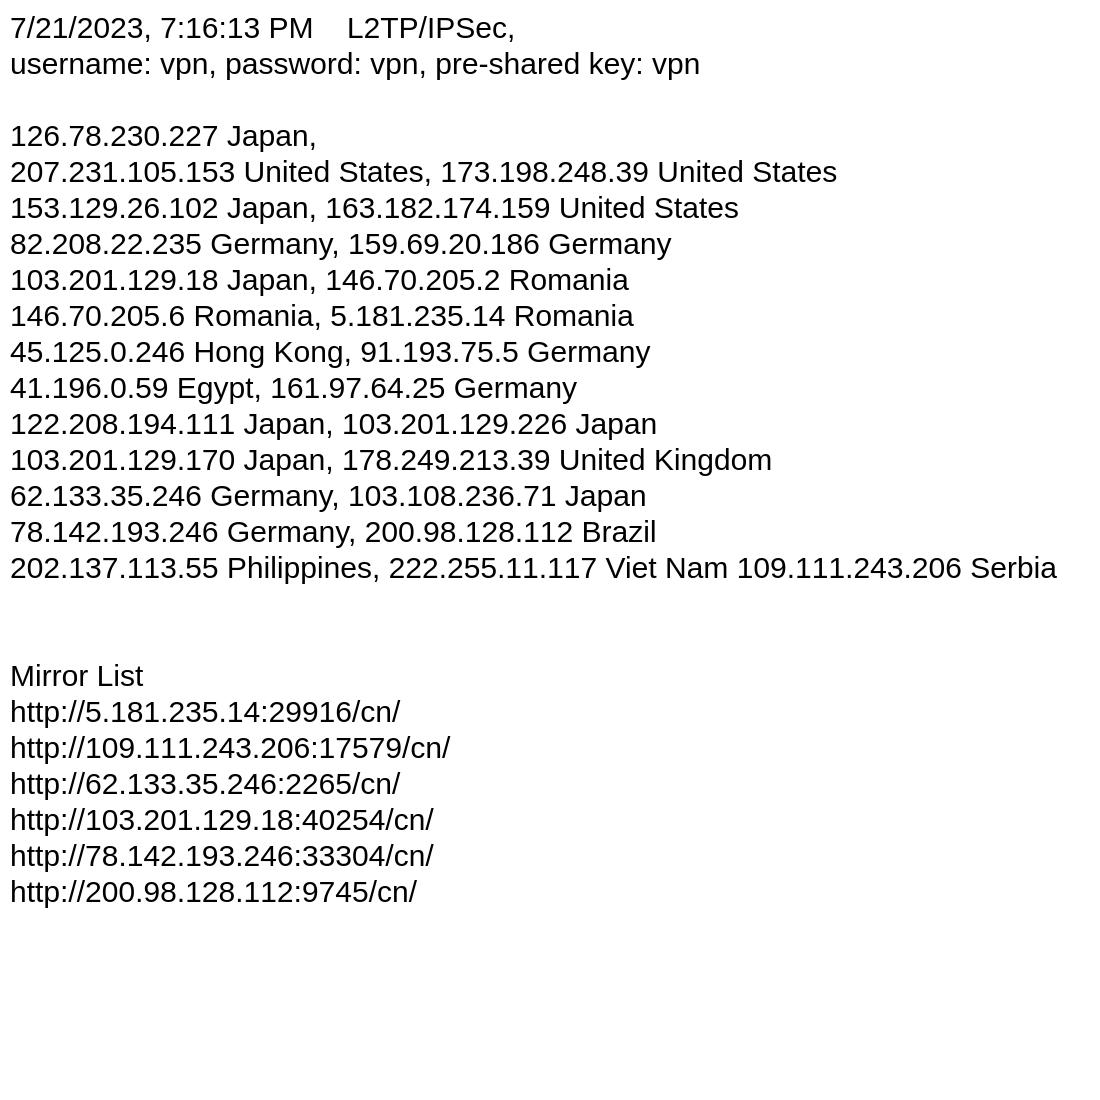 7/21/2023, 7:16:13 PM    L2TP/IPSec,
username: vpn, password: vpn, pre-shared key: vpn
126.78.230.227 Japan,
207.231.105.153 United States, 173.198.248.39 United States
153.129.26.102 Japan, 163.182.174.159 United States
82.208.22.235 Germany, 159.69.20.186 Germany
103.201.129.18 Japan, 146.70.205.2 Romania
146.70.205.6 Romania, 5.181.235.14 Romania
45.125.0.246 Hong Kong, 91.193.75.5 Germany
41.196.0.59 Egypt, 161.97.64.25 Germany
122.208.194.111 Japan, 103.201.129.226 Japan
103.201.129.170 Japan, 178.249.213.39 United Kingdom
62.133.35.246 Germany, 103.108.236.71 Japan
78.142.193.246 Germany, 200.98.128.112 Brazil
202.137.113.55 Philippines, 222.255.11.117 Viet Nam 109.111.243.206 Serbia
Mirror List
http://5.181.235.14:29916/cn/
http://109.111.243.206:17579/cn/
http://62.133.35.246:2265/cn/
http://103.201.129.18:40254/cn/
http://78.142.193.246:33304/cn/
http://200.98.128.112:9745/cn/